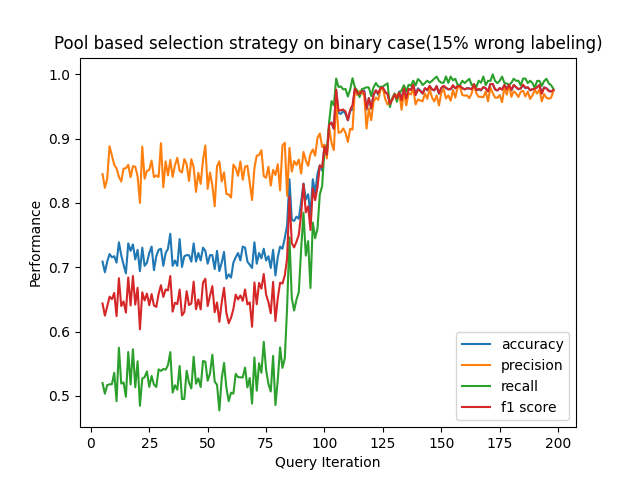 Pool based selection strategy on binary case(15% wrong labeling)
1.0
0.9
0.8
0.7
0.6
0.5
Performance
accuracy
precision
recall
f1 score
0
25
50
75
100
125
150
175
200
Query Iteration